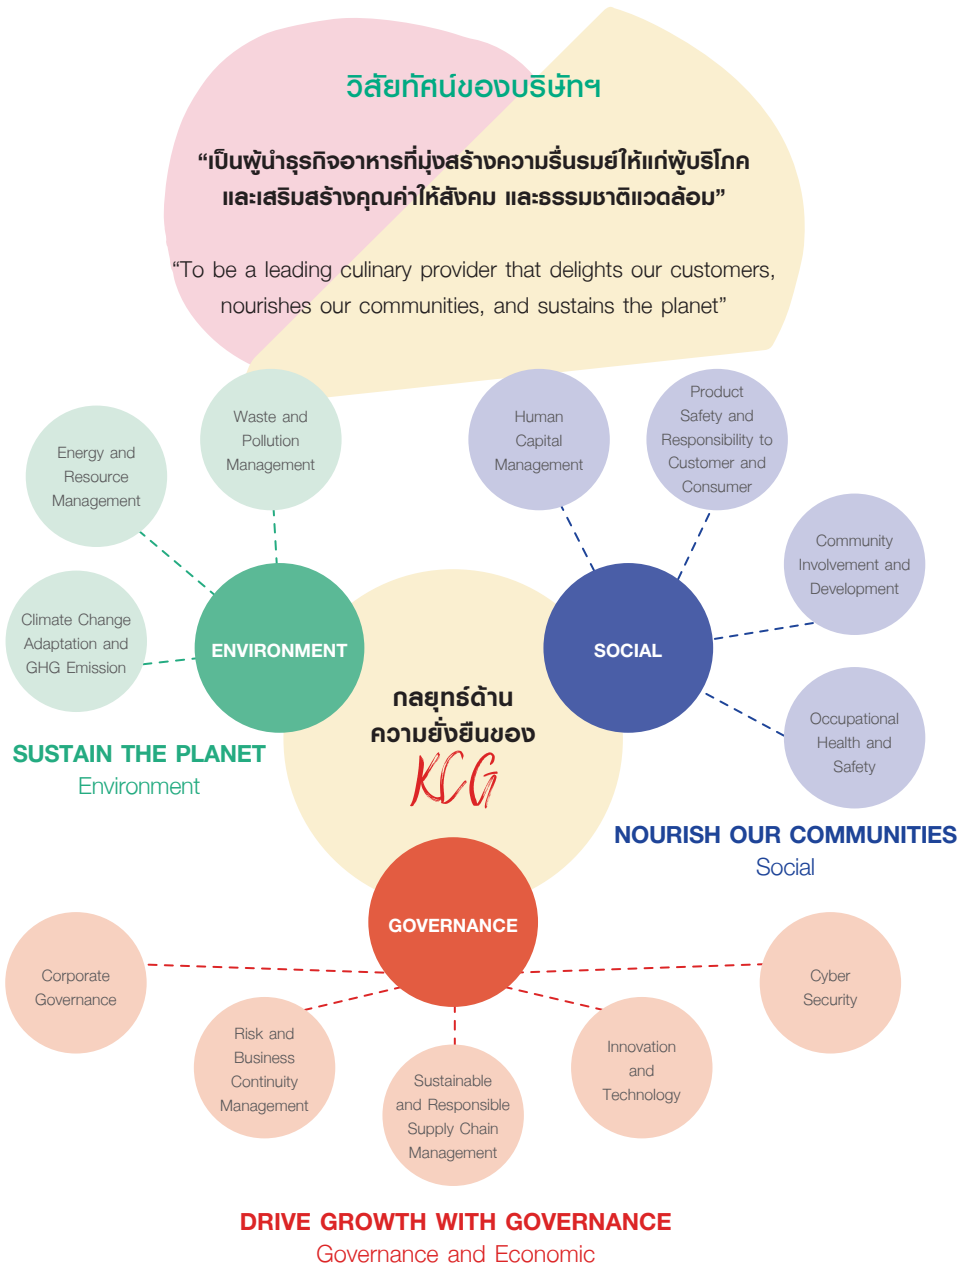 วิสัยทัศน์ของบริษัทฯ
“เป็นผู้นำธุรกิจอาหารที่มุ่งสร้างความรื่นรมย์ให้แก่ผู้บริโภค
และเสริมสร้างคุณค่าให้สังคม และธรรมชาติแวดล้อม”
“To be a leading culinary provider that delights our customers,
nourishes our communities, and sustains the planet”
Waste and
Pollution
Management
Energy and
Resource
Management
Climate Change
Adaptation and
GHG Emission
ENVIRONMENT
SUSTAIN THE PLANET
Environment
Human
Capital
Management
Product
Safety and
Responsibility to
Customer and
Consumer
Community
Involvement and
Development
Occupational
Health and
Safety
SOCIAL
NOURISH OUR COMMUNITIES
Social
กลยุทธ์ด้าน
ความยั่งยืนของ
KCG
GOVERNANCE
Corporate
Governance
Risk and
Business
Continuity
Management
Sustainable
and Responsible
Supply Chain
Management
Innovation
and
Technology
Cyber
Security
DRIVE GROWTH WITH GOVERNANCE
Governance and Economic